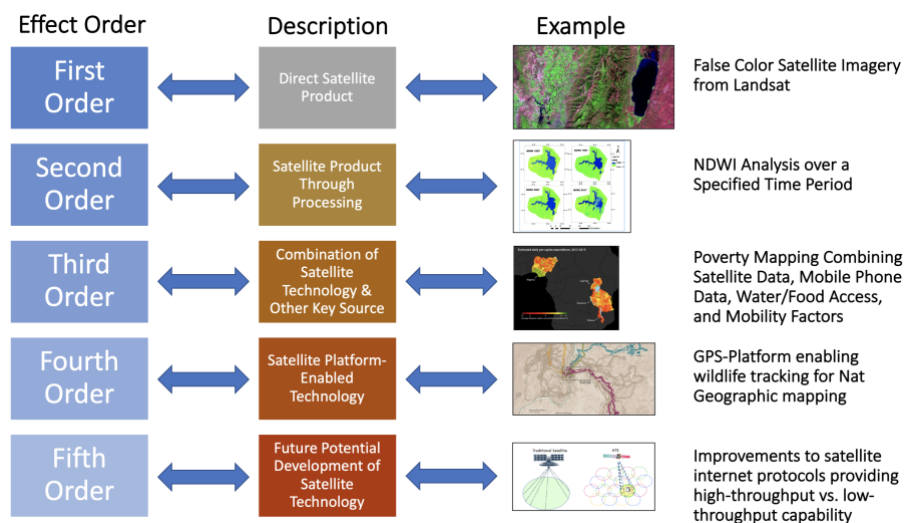 Effect Order
Description
Example
First
Order
Direct Satellite
Product
False Color Satellite Imagery
from Landsat
Second
Order
Satellite Product
Through
Processing
NDWI Analysis over a
Specified Time Period
Third
Order
Combination of
Satellite
Technology &
Other Key Source
Poverty Mapping Combining
Satellite Data, Mobile Phone
Data, Water/Food Access,
and Mobility Factors
Fourth
Order
Satellite Platform-
Enabled
Technology
GPS-Platform enabling
wildlife tracking for Nat
Geographic mapping
Fifth
Order
Future Potential
Development of
Satellite
Technology
Traditional Satellite
HTS
Improvements to satellite
internet protocols providing
high-throughput vs. low-
throughput capability